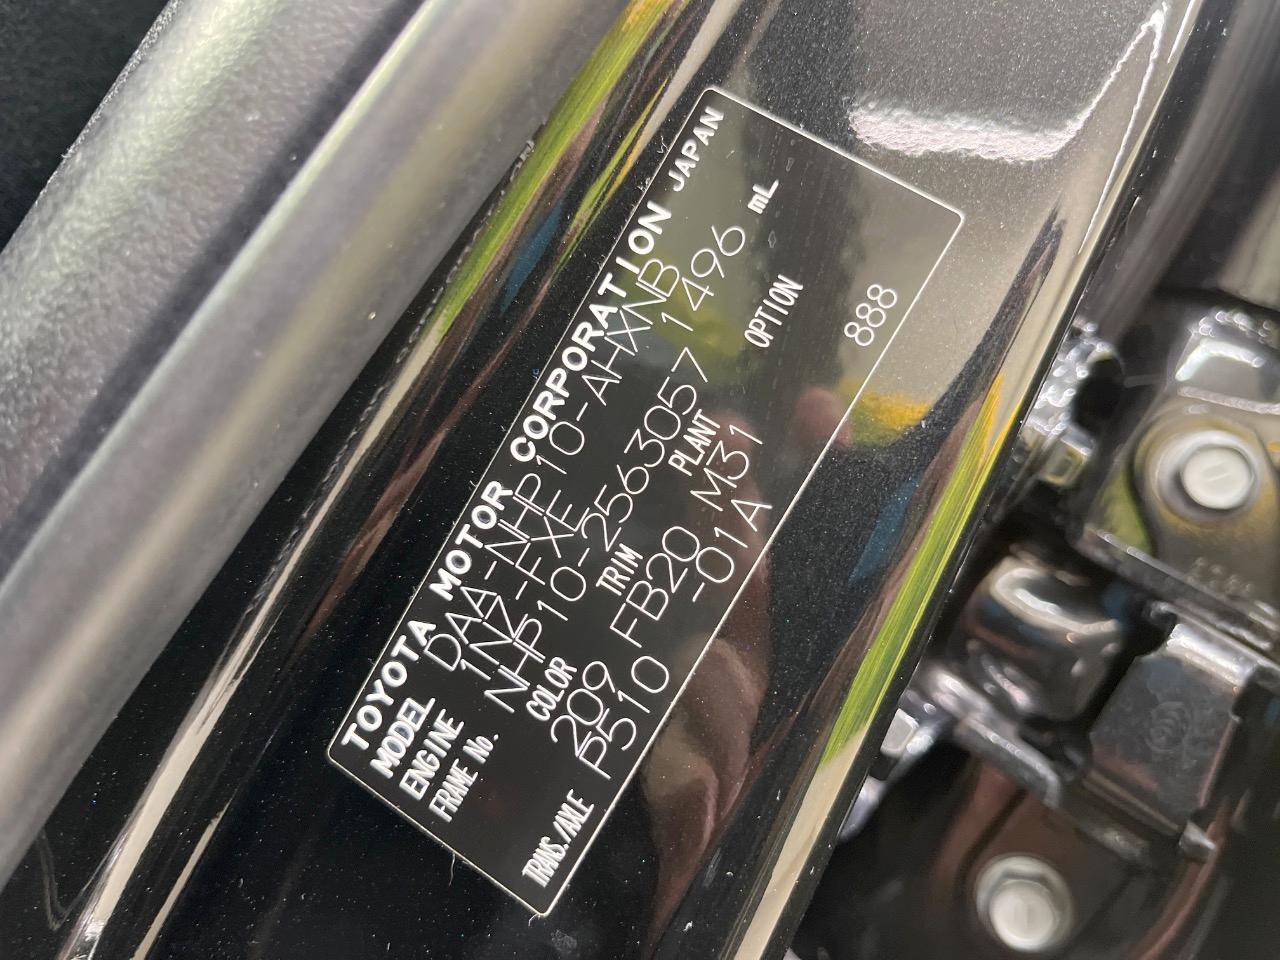 TOYOTA MOTOR CORPORATION JAPAN
MODEL DAA-NHP10-AHXNB
ENGINE 1NZ-FXE 1496 mL
FRAME No. NHP10-2563057
COLOR TRIM PLANT OPTION
209 FB20 M31
TRANS./AXLE P510 -01A 888